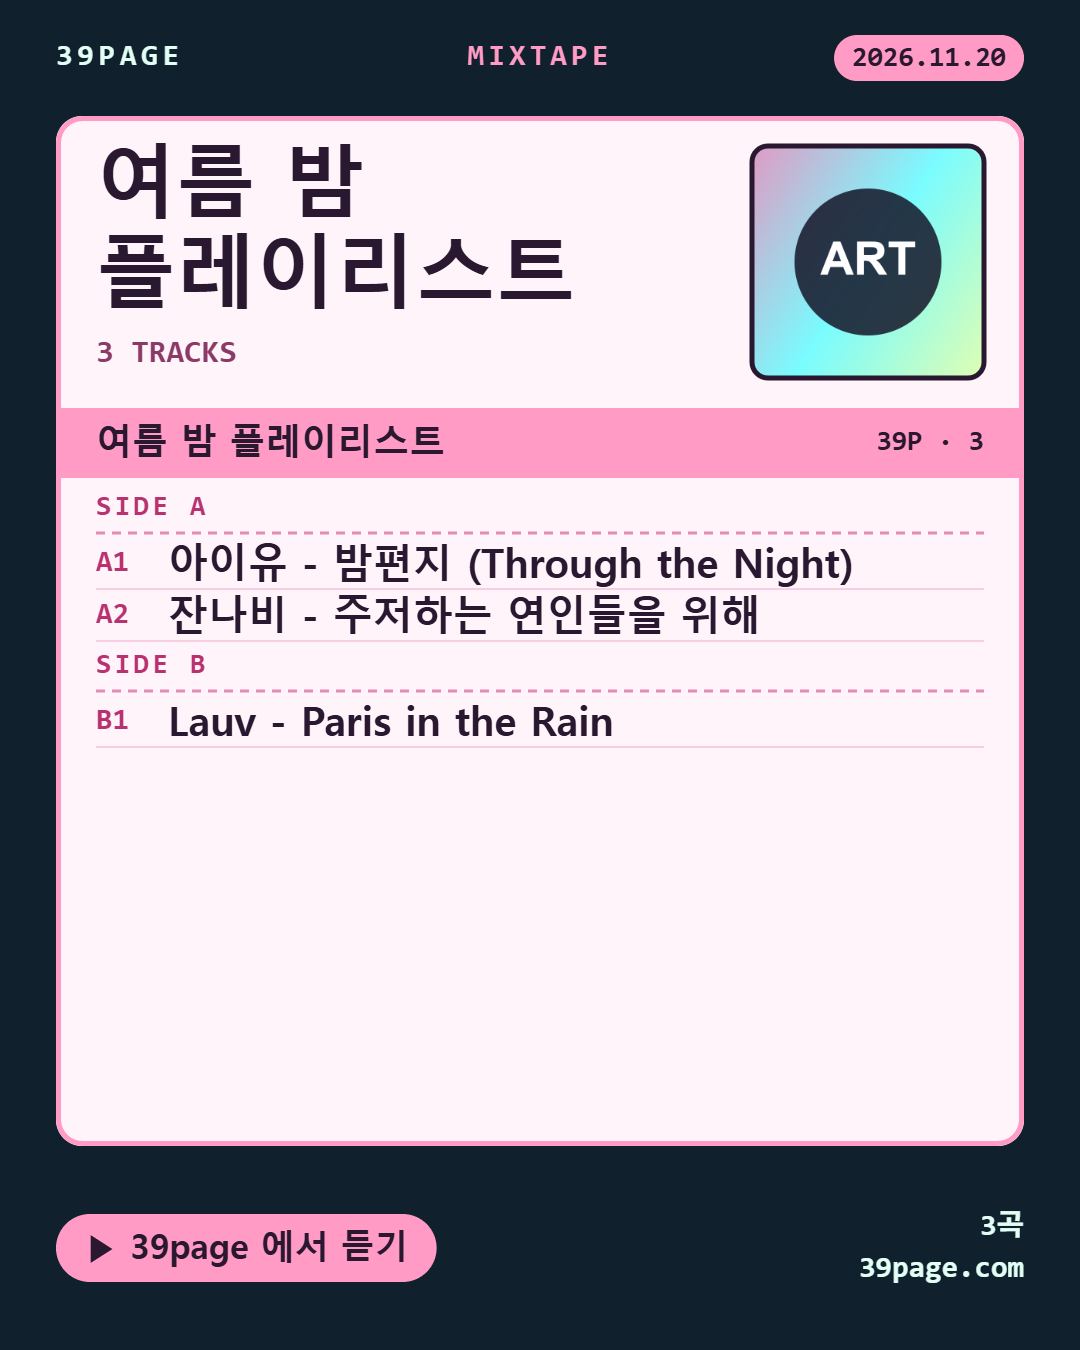 39PAGE
MIXTAPE
2026.11.20
여름 밤
플레이리스트
3 TRACKS
ART
여름 밤 플레이리스트
39P · 3
SIDE A
A1 아이유 - 밤편지 (Through the Night)
A2 잔나비 - 주저하는 연인들을 위해
SIDE B
B1 Lauv - Paris in the Rain
▶ 39page 에서 듣기
3곡
39page.com